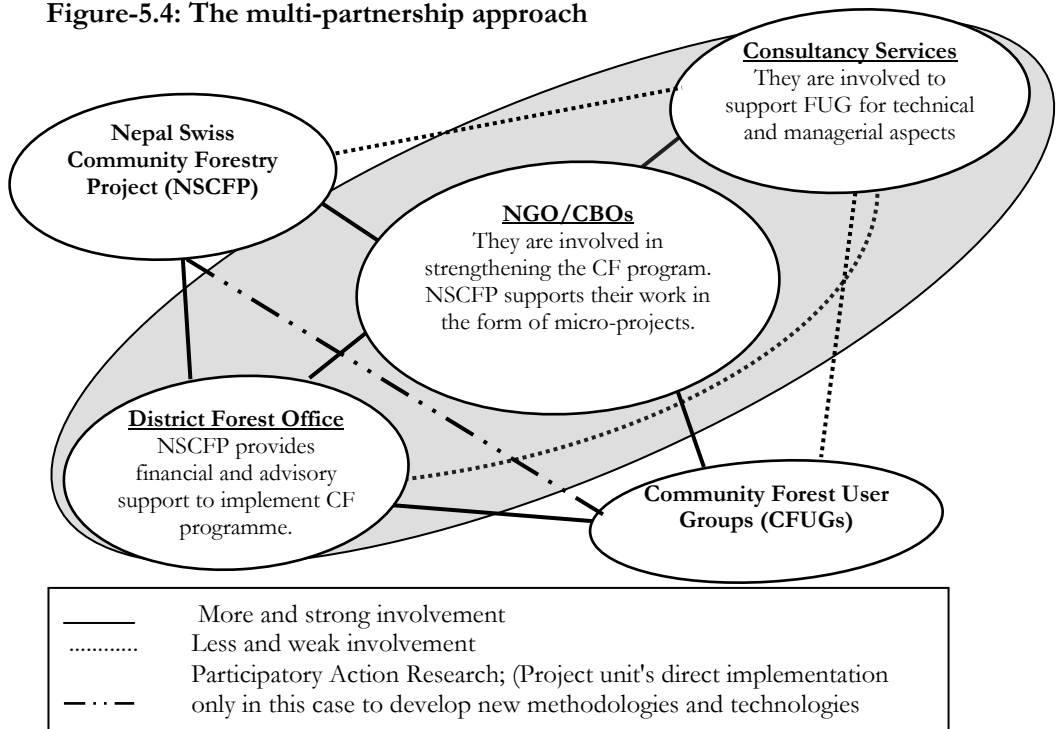 Figure-5.4: The multi-partnership approach
Consultancy Services
They are involved to
support FUG for technical
and managerial aspects
Nepal Swiss
Community Forestry
Project (NSCFP)
NGO/CBOs
They are involved in
strengthening the CF program.
NSCFP supports their work in
the form of micro-projects.
District Forest Office
NSCFP provides
financial and advisory
support to implement CF
programme.
Community Forest User
Groups (CFUGs)
More and strong involvement
Less and weak involvement
Participatory Action Research; (Project unit's direct implementation
only in this case to develop new methodologies and technologies